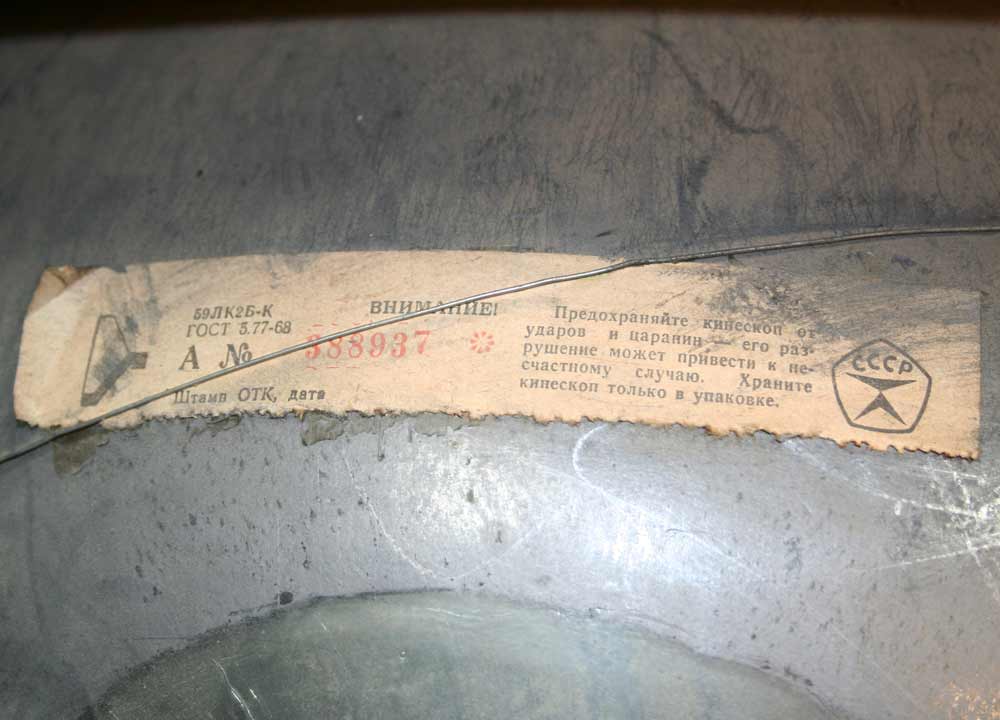 59ЛК2Б-К
ГОСТ 5.77-68
А № 388937
Штамп ОТК, дата
ВНИМАНИЕ!
Предохраняйте кинескоп от
ударов и царапин — его раз-
рушение может привести к не-
счастному случаю. Храните
кинескоп только в упаковке.
СССР